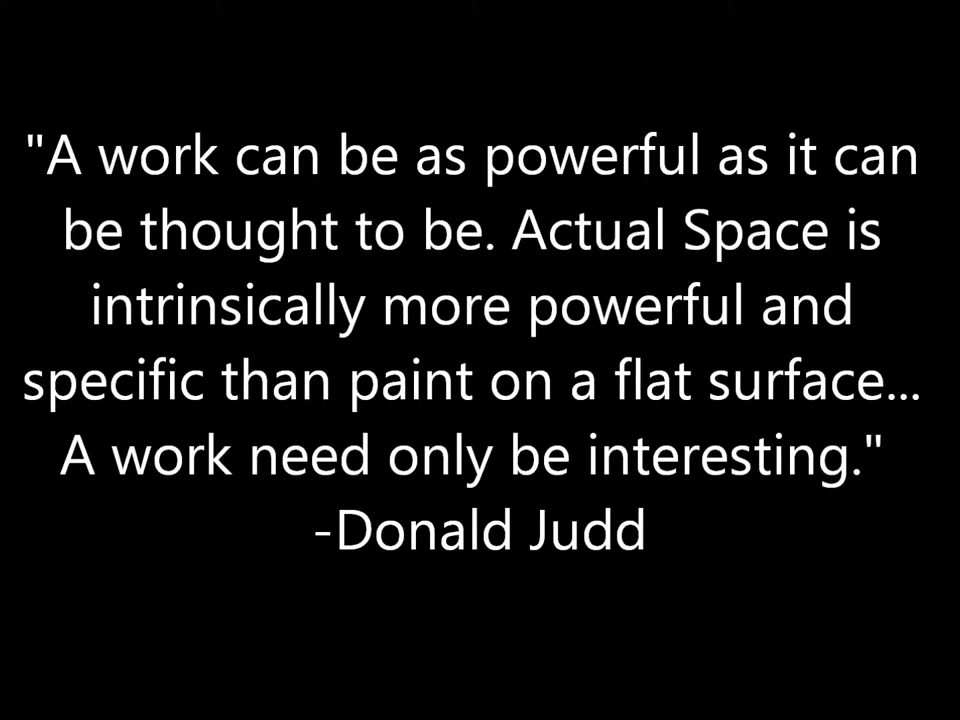 "A work can be as powerful as it can
be thought to be. Actual Space is
intrinsically more powerful and
specific than paint on a flat surface...
A work need only be interesting."
-Donald Judd